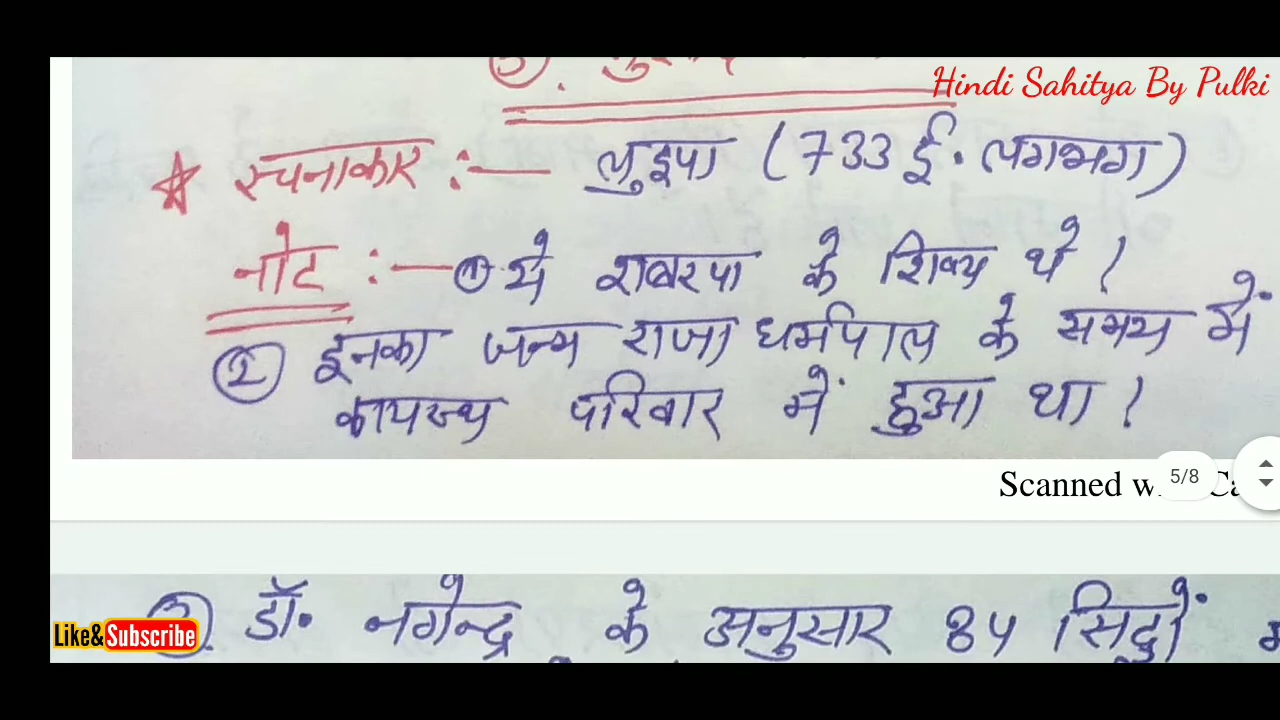 Hindi Sahitya By Pulki
★ रचनाकार :— लुइपा (733 ई. लगभग)
नोट :— ① ये शबरपा के शिष्य थे।
② इनका जन्म राजा धर्मपाल के समय में
कायस्थ परिवार में हुआ था।
Scanned
5/8
③. डॉ. नगेन्द्र के अनुसार 84 सिद्धों
Like& Subscribe